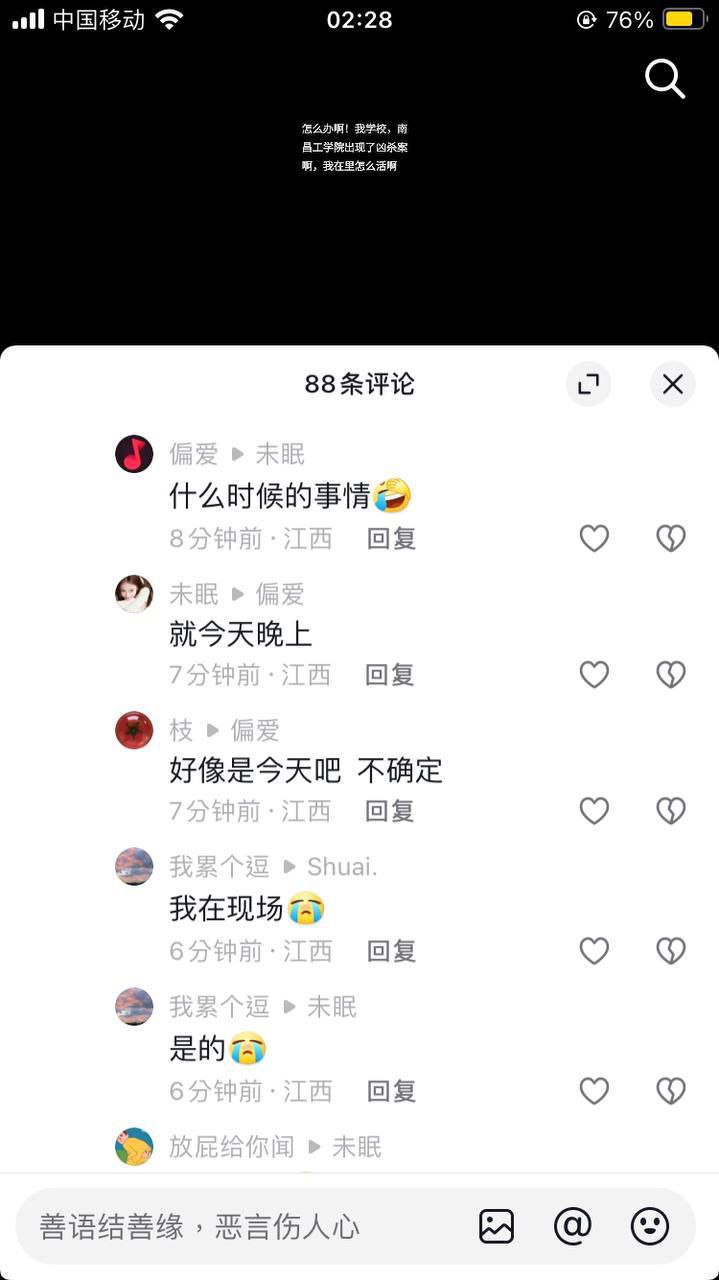 中国移动
02:28
76%
怎么办啊！我学校，南
昌工学院出现了凶杀案
啊，我在里怎么活啊
88条评论
偏爱 ▶ 未眠
什么时候的事情🤣
8分钟前 · 江西 回复
未眠 ▶ 偏爱
就今天晚上
7分钟前 · 江西 回复
枝 ▶ 偏爱
好像是今天吧 不确定
7分钟前 · 江西 回复
我累个逗 ▶ Shuai.
我在现场😭
6分钟前 · 江西 回复
我累个逗 ▶ 未眠
是的😭
6分钟前 · 江西 回复
放屁给你闻 ▶ 未眠
善语结善缘，恶言伤人心